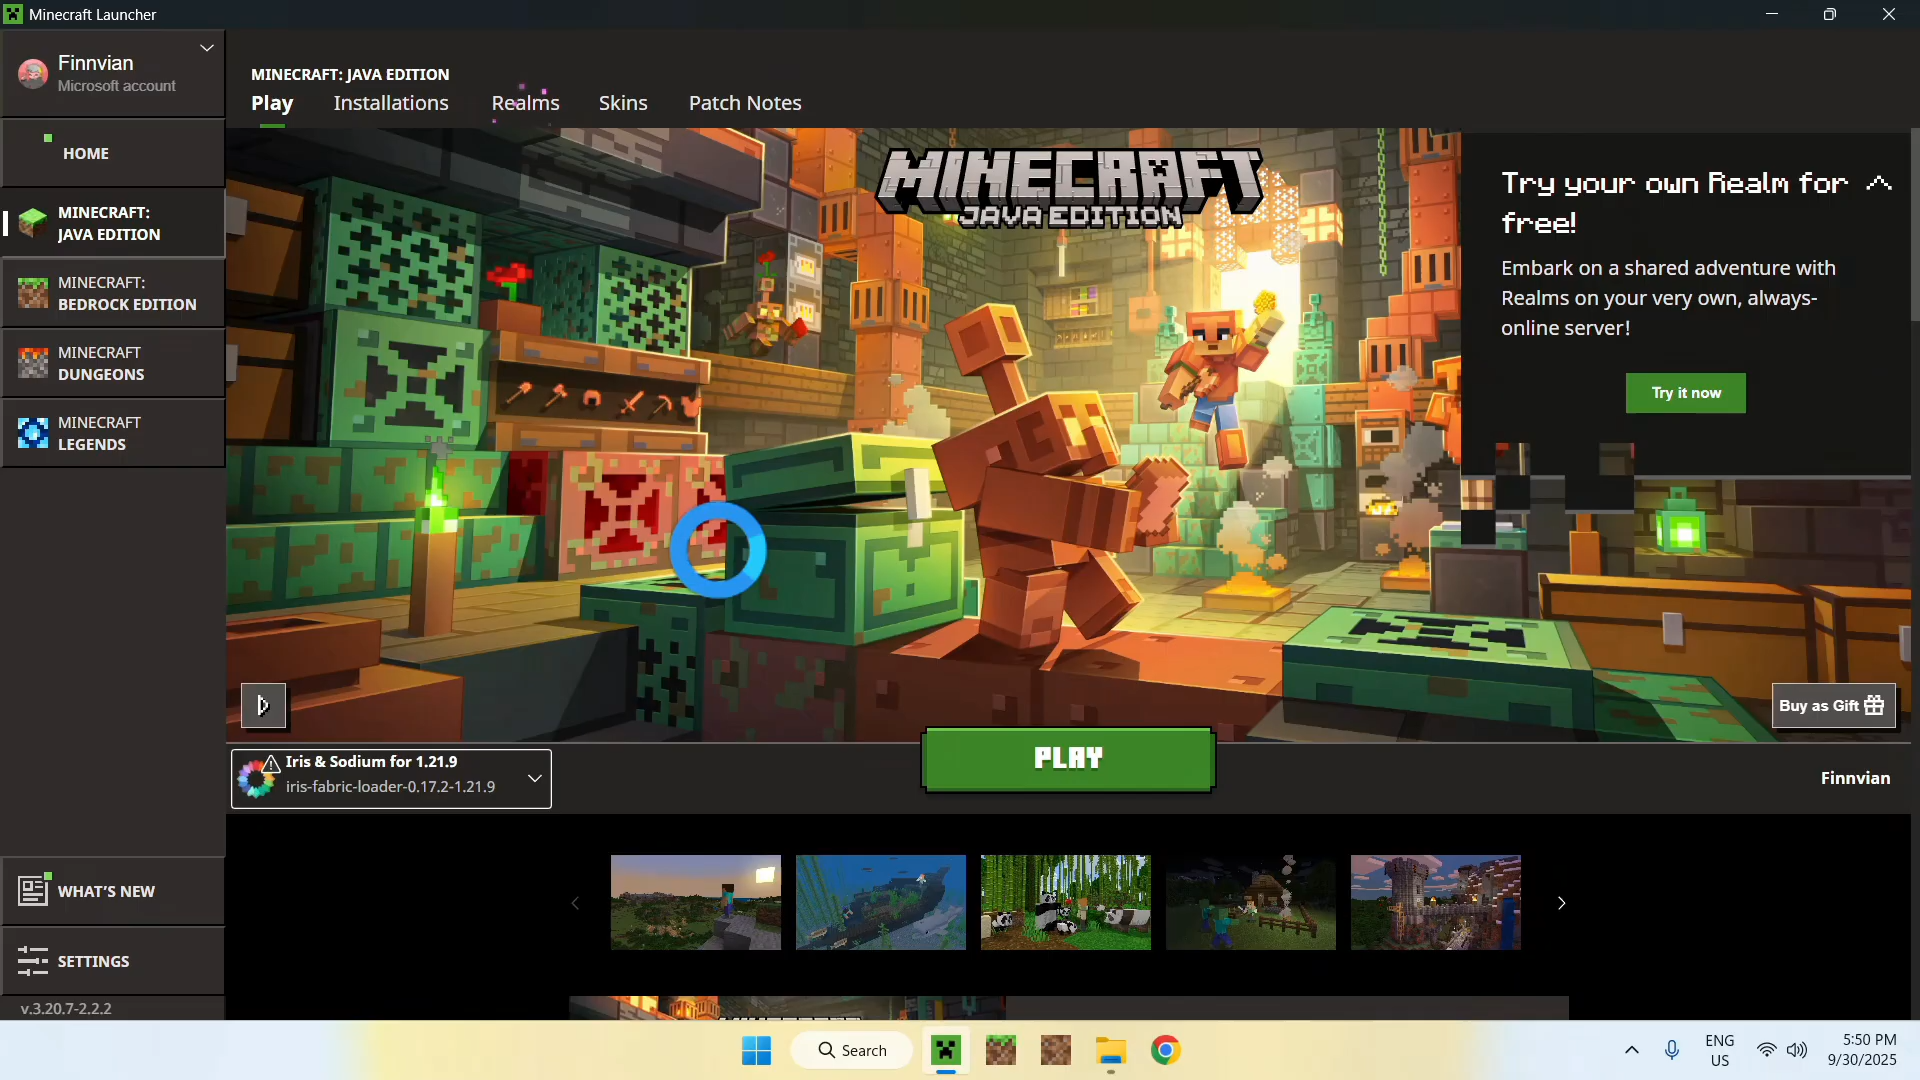 Minecraft Launcher
Finnvian
Microsoft account
HOME
MINECRAFT:
JAVA EDITION
MINECRAFT:
BEDROCK EDITION
MINECRAFT
DUNGEONS
MINECRAFT
LEGENDS
WHAT'S NEW
SETTINGS
v.3.20.7-2.2.2
MINECRAFT: JAVA EDITION
Play Installations Realms Skins Patch Notes
MINECRAFT
JAVA EDITION
Try your own Realm for
free!
Embark on a shared adventure with
Realms on your very own, always-
online server!
Try it now
Buy as Gift
Iris & Sodium for 1.21.9
iris-fabric-loader-0.17.2-1.21.9
PLAY
Finnvian
Search
ENG
US
5:50 PM
9/30/2025